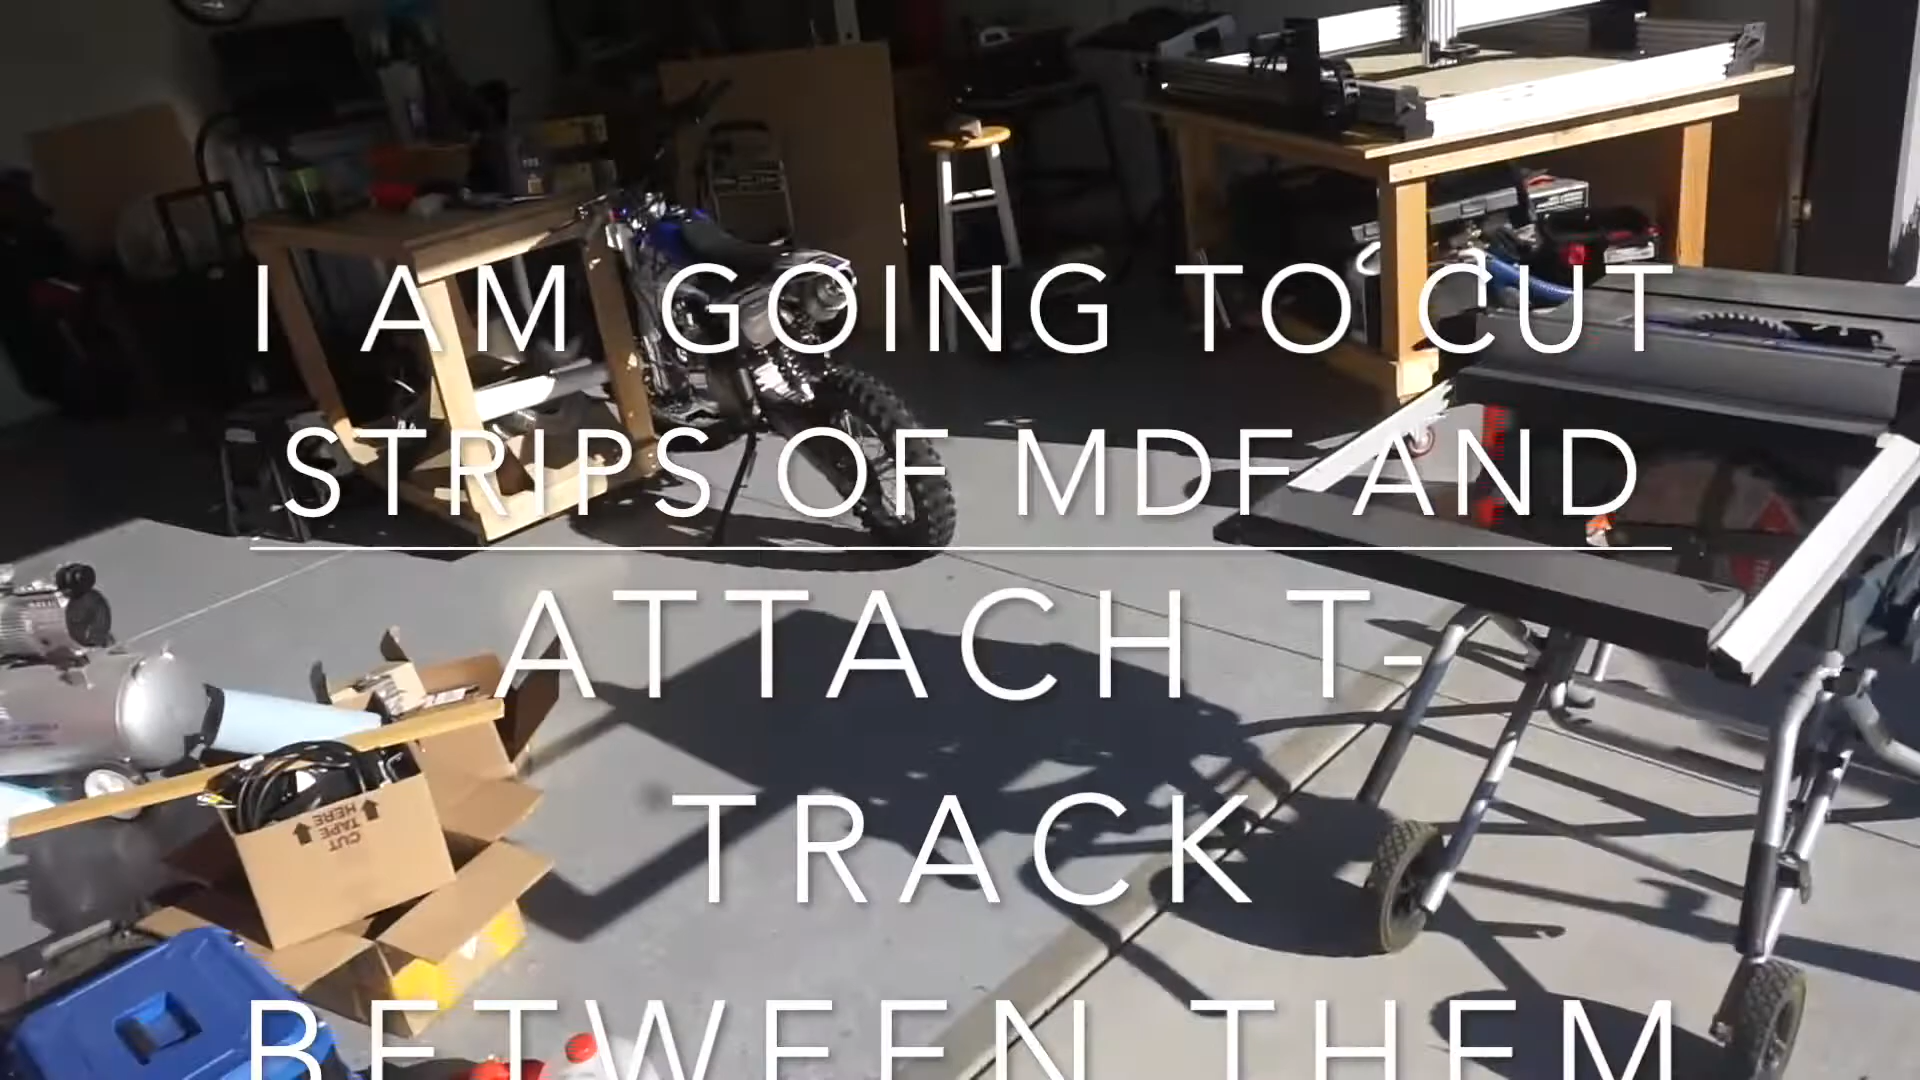 I AM GOING TO CUT
STRIPS OF MDF AND
ATTACH T-
TRACK
BETWEEN THEM
CUT
TAPE
HERE